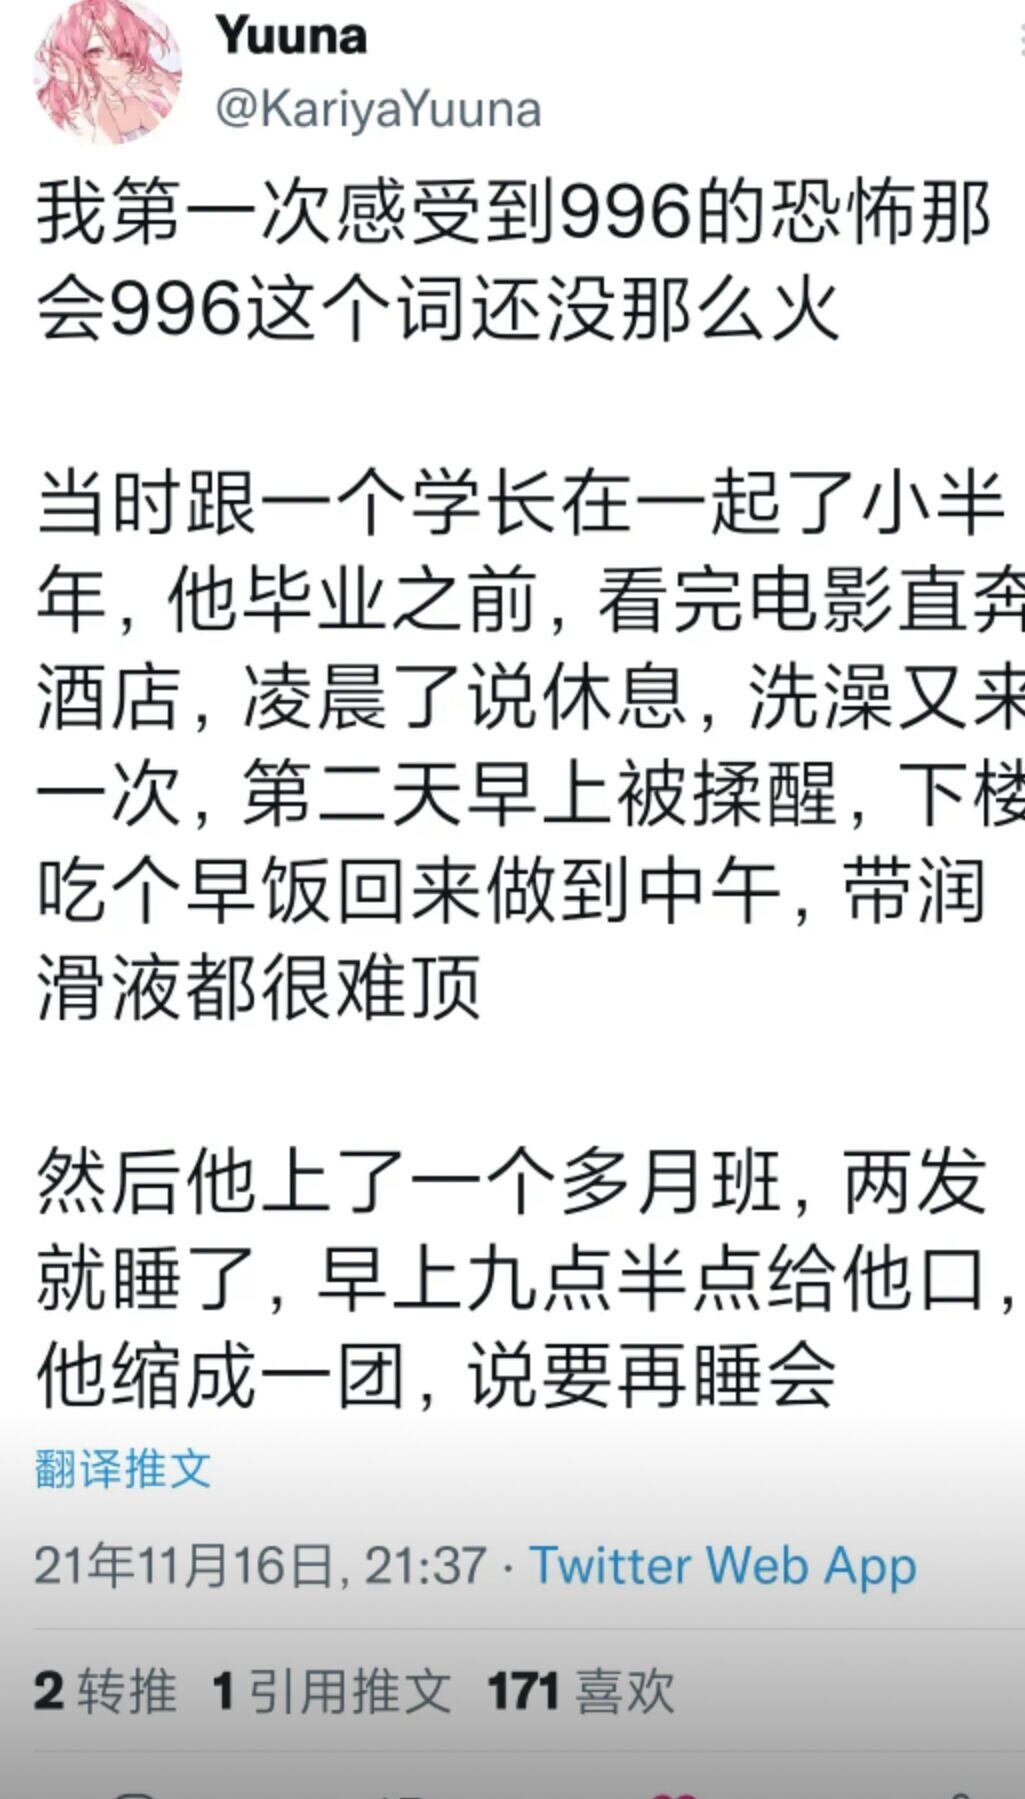 Yuuna
@KariyaYuuna
我第一次感受到996的恐怖那
会996这个词还没那么火
当时跟一个学长在一起了小半
年，他毕业之前，看完电影直奔
酒店，凌晨了说休息，洗澡又来
一次，第二天早上被揉醒，下楼
吃个早饭回来做到中午，带润
滑液都很难顶
然后他上了一个多月班，两发
就睡了，早上九点半点给他口，
他缩成一团，说要再睡会
翻译推文
21年11月16日, 21:37 · Twitter Web App
2 转推 1 引用推文 171 喜欢